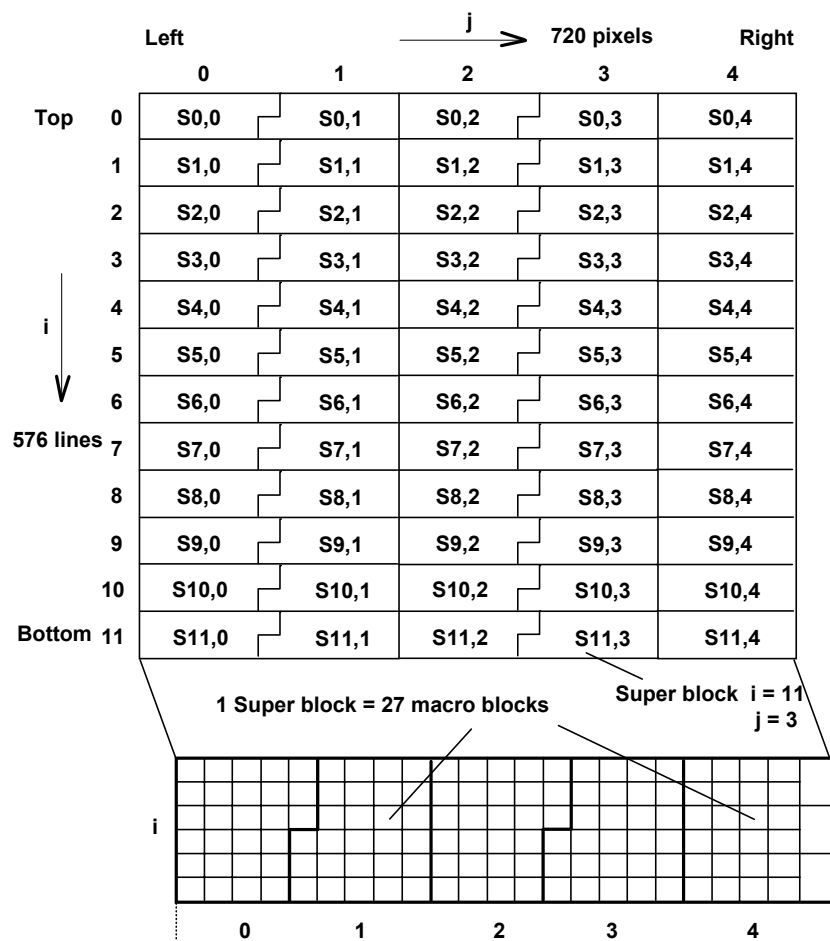 j
Left 720 pixels Right
0 1 2 3 4
Top 0 S0,0 S0,1 S0,2 S0,3 S0,4
1 S1,0 S1,1 S1,2 S1,3 S1,4
2 S2,0 S2,1 S2,2 S2,3 S2,4
3 S3,0 S3,1 S3,2 S3,3 S3,4
4 S4,0 S4,1 S4,2 S4,3 S4,4
i
5 S5,0 S5,1 S5,2 S5,3 S5,4
6 S6,0 S6,1 S6,2 S6,3 S6,4
576 lines 7 S7,0 S7,1 S7,2 S7,3 S7,4
8 S8,0 S8,1 S8,2 S8,3 S8,4
9 S9,0 S9,1 S9,2 S9,3 S9,4
10 S10,0 S10,1 S10,2 S10,3 S10,4
Bottom 11 S11,0 S11,1 S11,2 S11,3 S11,4
Super block i = 11
1 Super block = 27 macro blocks
j = 3
i
0 1 2 3 4